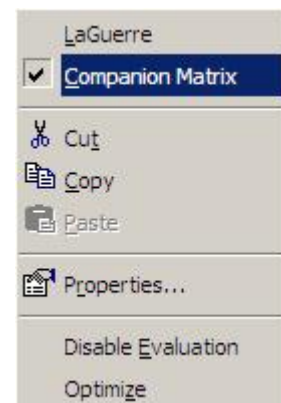 LaGuerre
Companion Matrix
Cut
Copy
Paste
Properties...
Disable Evaluation
Optimize